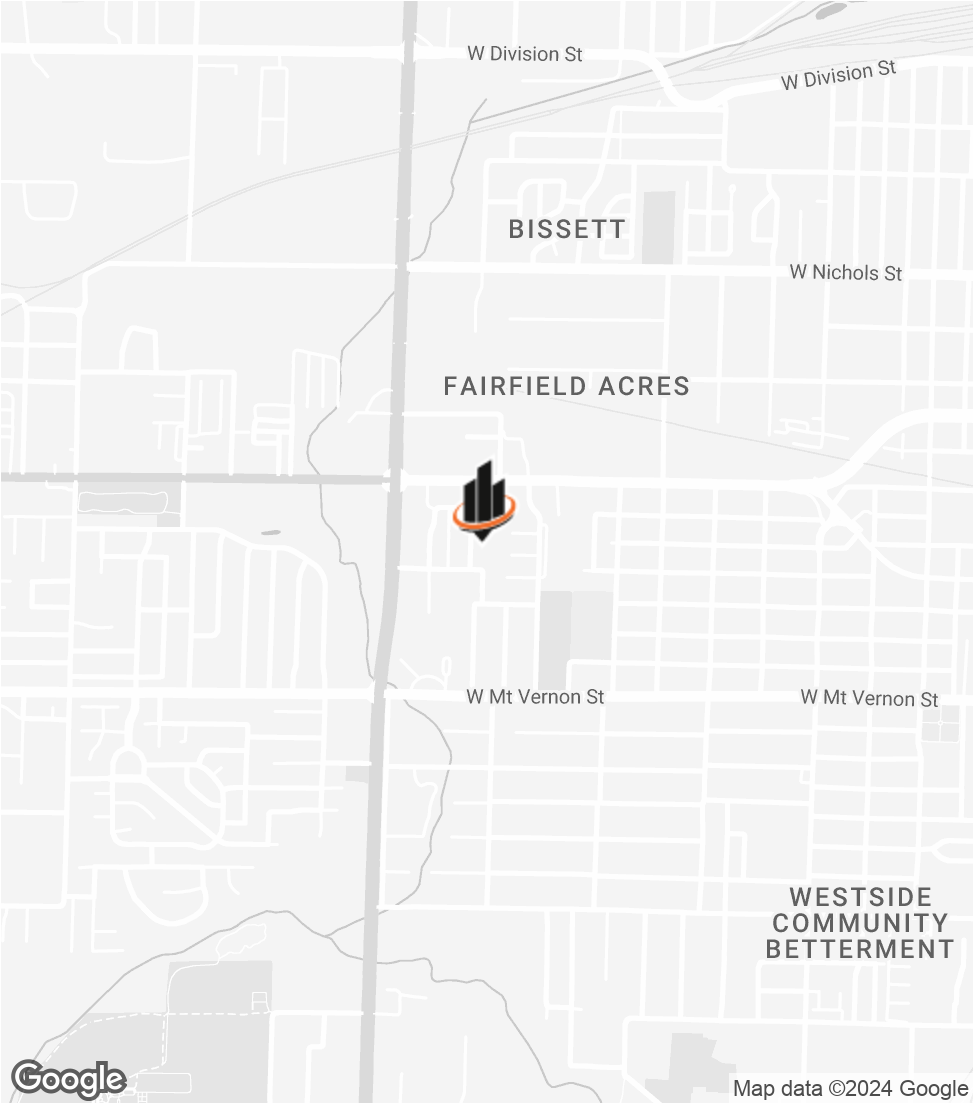 W Division St
W Division St
BISSETT
W Nichols St
FAIRFIELD ACRES
W Mt Vernon St
W Mt Vernon St
WESTSIDE
COMMUNITY
BETTERMENT
Google
Map data ©2024 Google